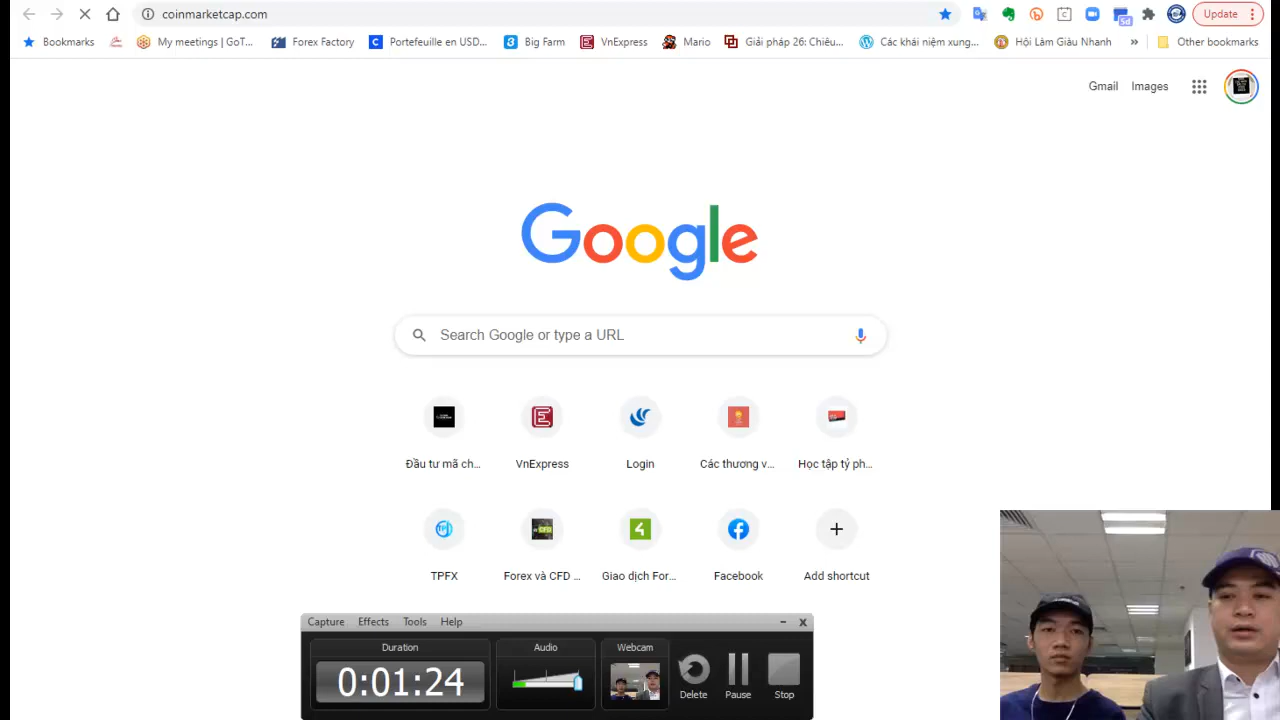 coinmarketcap.com
5d
Update
Bookmarks
My meetings | GoT...
Forex Factory
Portefeuille en USD...
Big Farm
VnExpress
Mario
Giải pháp 26: Chiêu...
Các khái niệm xung...
Hội Làm Giàu Nhanh
»
Other bookmarks
Gmail
Images
Google
Search Google or type a URL
Đầu tư mã ch...
VnExpress
Login
Các thương v...
Học tập tỷ ph...
TPFX
Forex và CFD ...
Giao dịch For...
Facebook
Add shortcut
Capture Effects Tools Help
Duration
Audio
Webcam
0:01:24
Delete
Pause
Stop